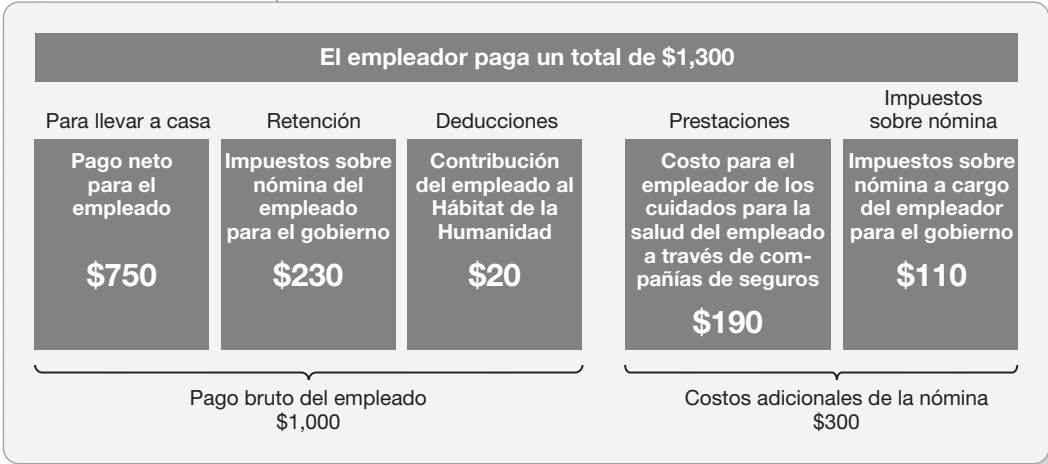 El empleador paga un total de $1,300
Para llevar a casa
Pago neto
para el
empleado
$750
Retención
Impuestos sobre
nómina del
empleado
para el gobierno
$230
Deducciones
Contribución
del empleado al
Hábitat de la
Humanidad
$20
Prestaciones
Costo para el
empleador de los
cuidados para la
salud del empleado
a través de com-
pañías de seguros
$190
Impuestos
sobre nómina
Impuestos sobre
nómina a cargo
del empleador
para el gobierno
$110
Pago bruto del empleado
$1,000
Costos adicionales de la nómina
$300